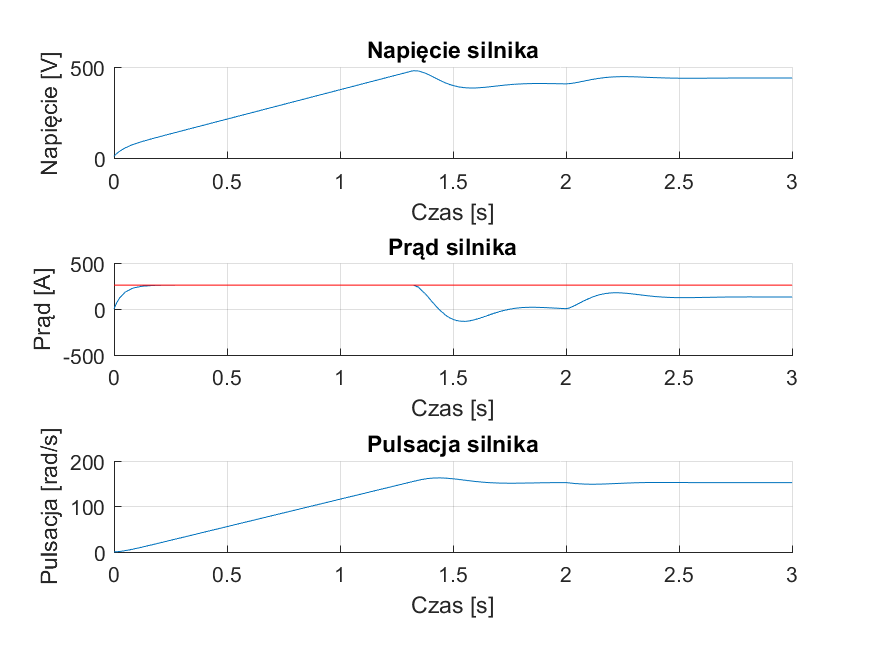 Napięcie silnika
Napięcie [V]
500
0
0 0.5 1 1.5 2 2.5 3
Czas [s]
Prąd silnika
Prąd [A]
500
0
-500
0 0.5 1 1.5 2 2.5 3
Czas [s]
Pulsacja silnika
Pulsacja [rad/s]
200
100
0
0 0.5 1 1.5 2 2.5 3
Czas [s]